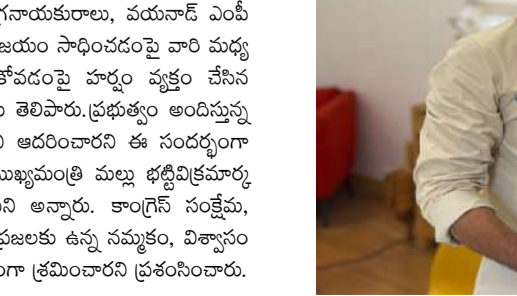 గ్రనాయకురాలు, వయనాడ్ ఎంపీ
జయం సాధించడంపై వారి మధ్య
కోవడంపై హర్షం వ్యక్తం చేసిన
తెలిపారు.ప్రభుత్వం అందిస్తున్న
ఆదరించారని ఈ సందర్భంగా
ముఖ్యమంత్రి మల్లు భట్టివిక్రమార్క
ని అన్నారు. కాంగ్రెస్ సంక్షేమ,
ప్రజలకు ఉన్న నమ్మకం, విశ్వాసం
గా శ్రమించారని ప్రశంసించారు.